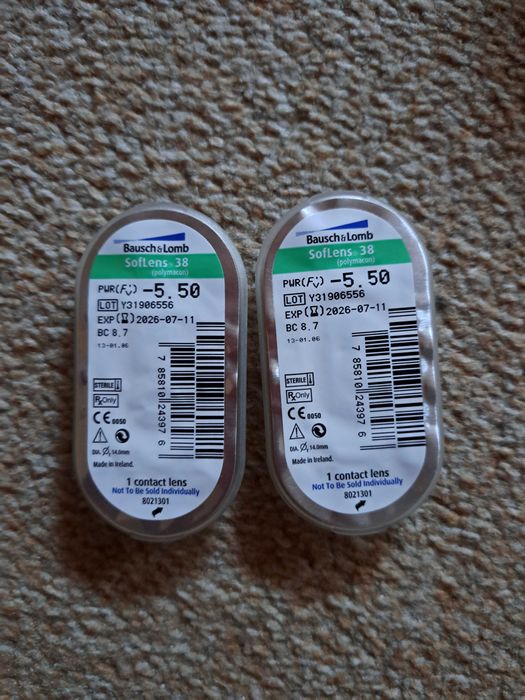 Bausch & Lomb
SofLens® 38
(polymacon)
PWR(F'v) -5.50
LOT Y31906556
EXP 2026-07-11
BC 8.7
13-01.06
7 85810 24397 6
STERILE
Rx Only
CE 0050
DIA. Ø, 14.0mm
Made in Ireland.
1 contact lens
Not To Be Sold Individually
8021301
Bausch & Lomb
SofLens® 38
(polymacon)
PWR(F'v) -5.50
LOT Y31906556
EXP 2026-07-11
BC 8.7
13-01.06
7 85810 24397 6
STERILE
Rx Only
CE 0050
DIA. Ø, 14.0mm
Made in Ireland.
1 contact lens
Not To Be Sold Individually
8021301